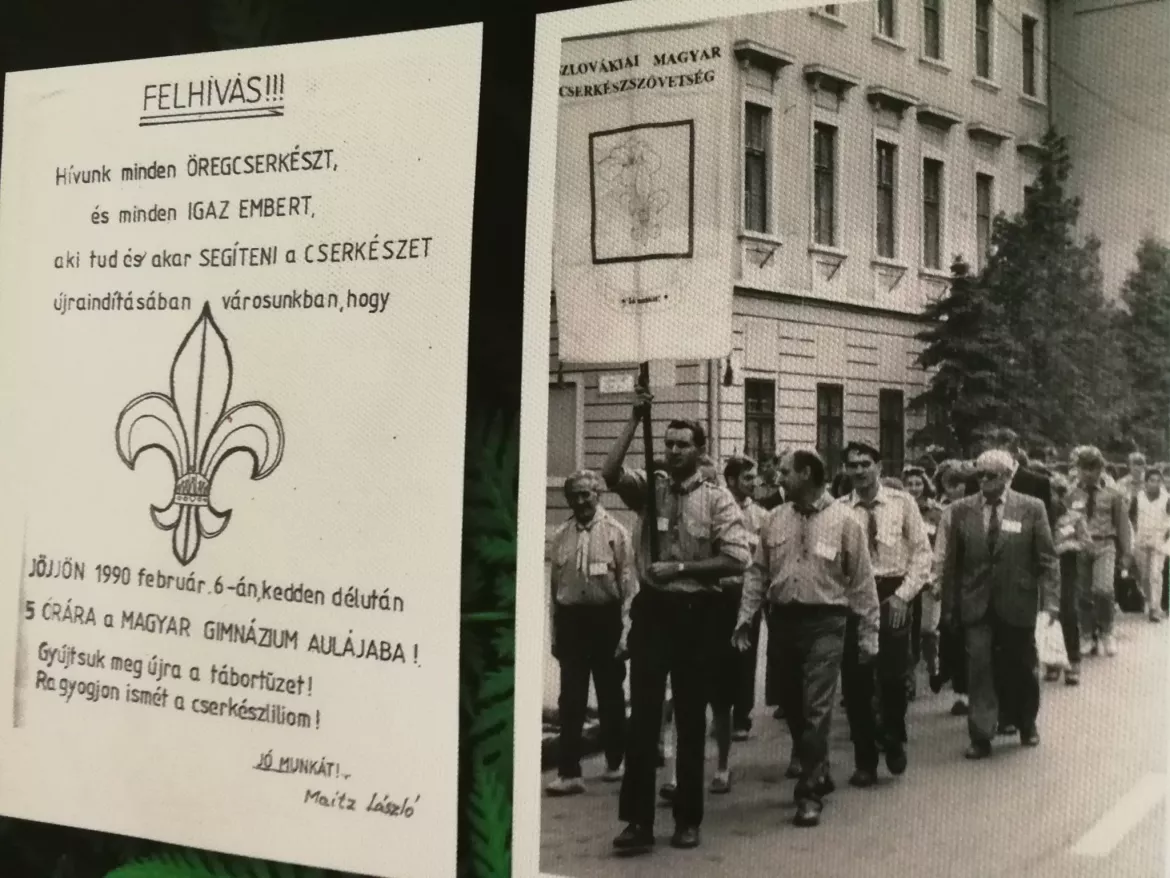 FELHÍVÁS!!!
Hívunk minden ÖREGCSERKÉSZT,
és minden IGAZ EMBERT,
aki tud és akar SEGÍTENI a CSERKÉSZET
újraindításában városunkban, hogy
JÖJJÖN 1990 február. 6-án, kedden délután
5 ÓRÁRA a MAGYAR GIMNÁZIUM AULÁJABA!
Gyújtsuk meg újra a tábortüzet!
Ragyogjon ismét a cserkészliliom!
JÓ MUNKÁT!
Maitz László
SZLOVÁKIAI MAGYAR
CSERKÉSZSZÖVETSÉG